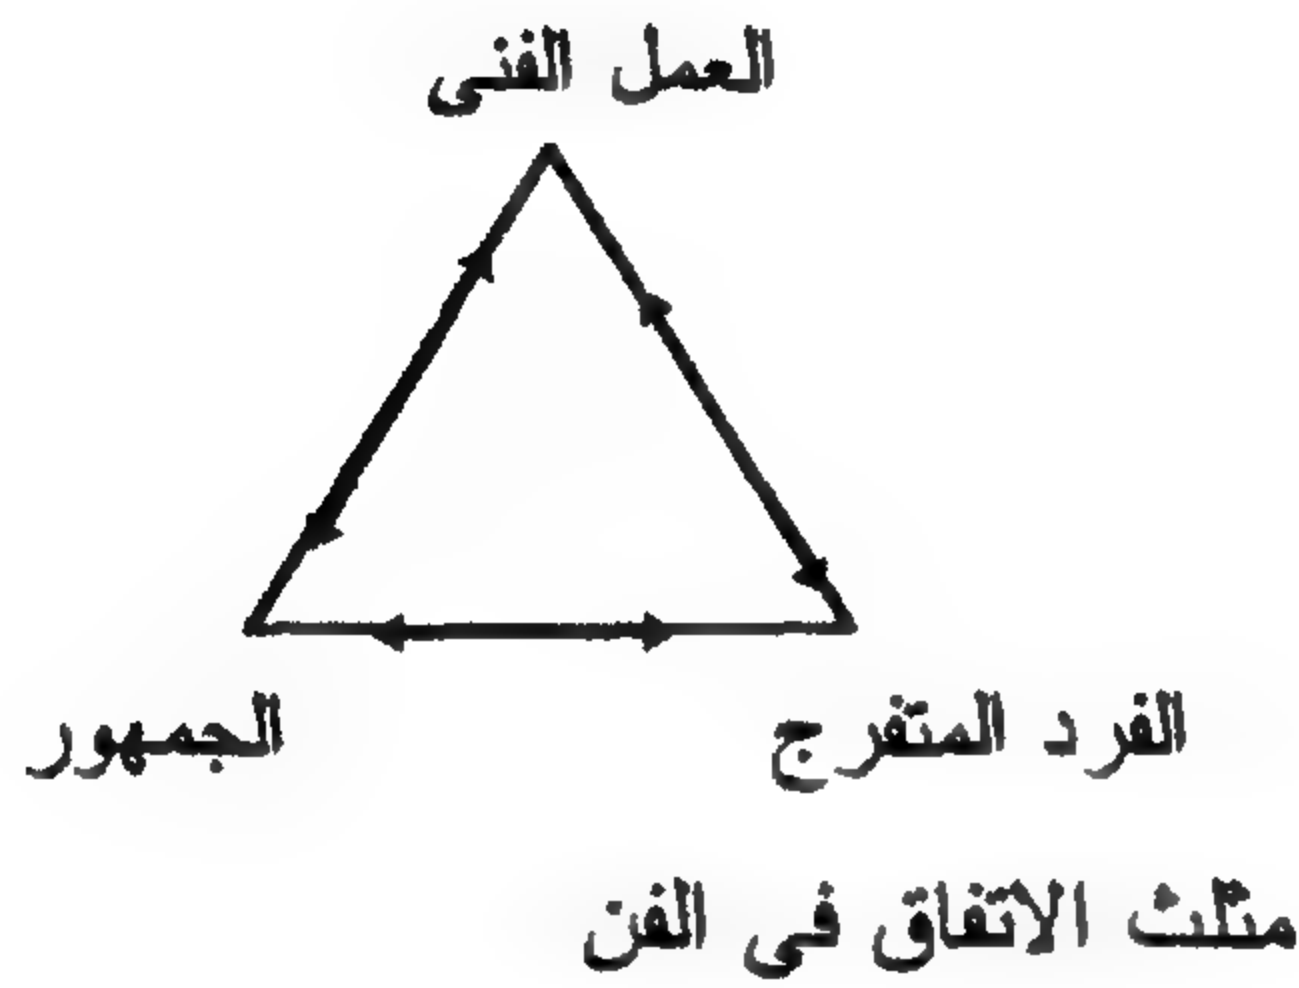 العمل الفنى
الفرد المتفرج
الجمهور
مثلث الاتفاق فى الفن